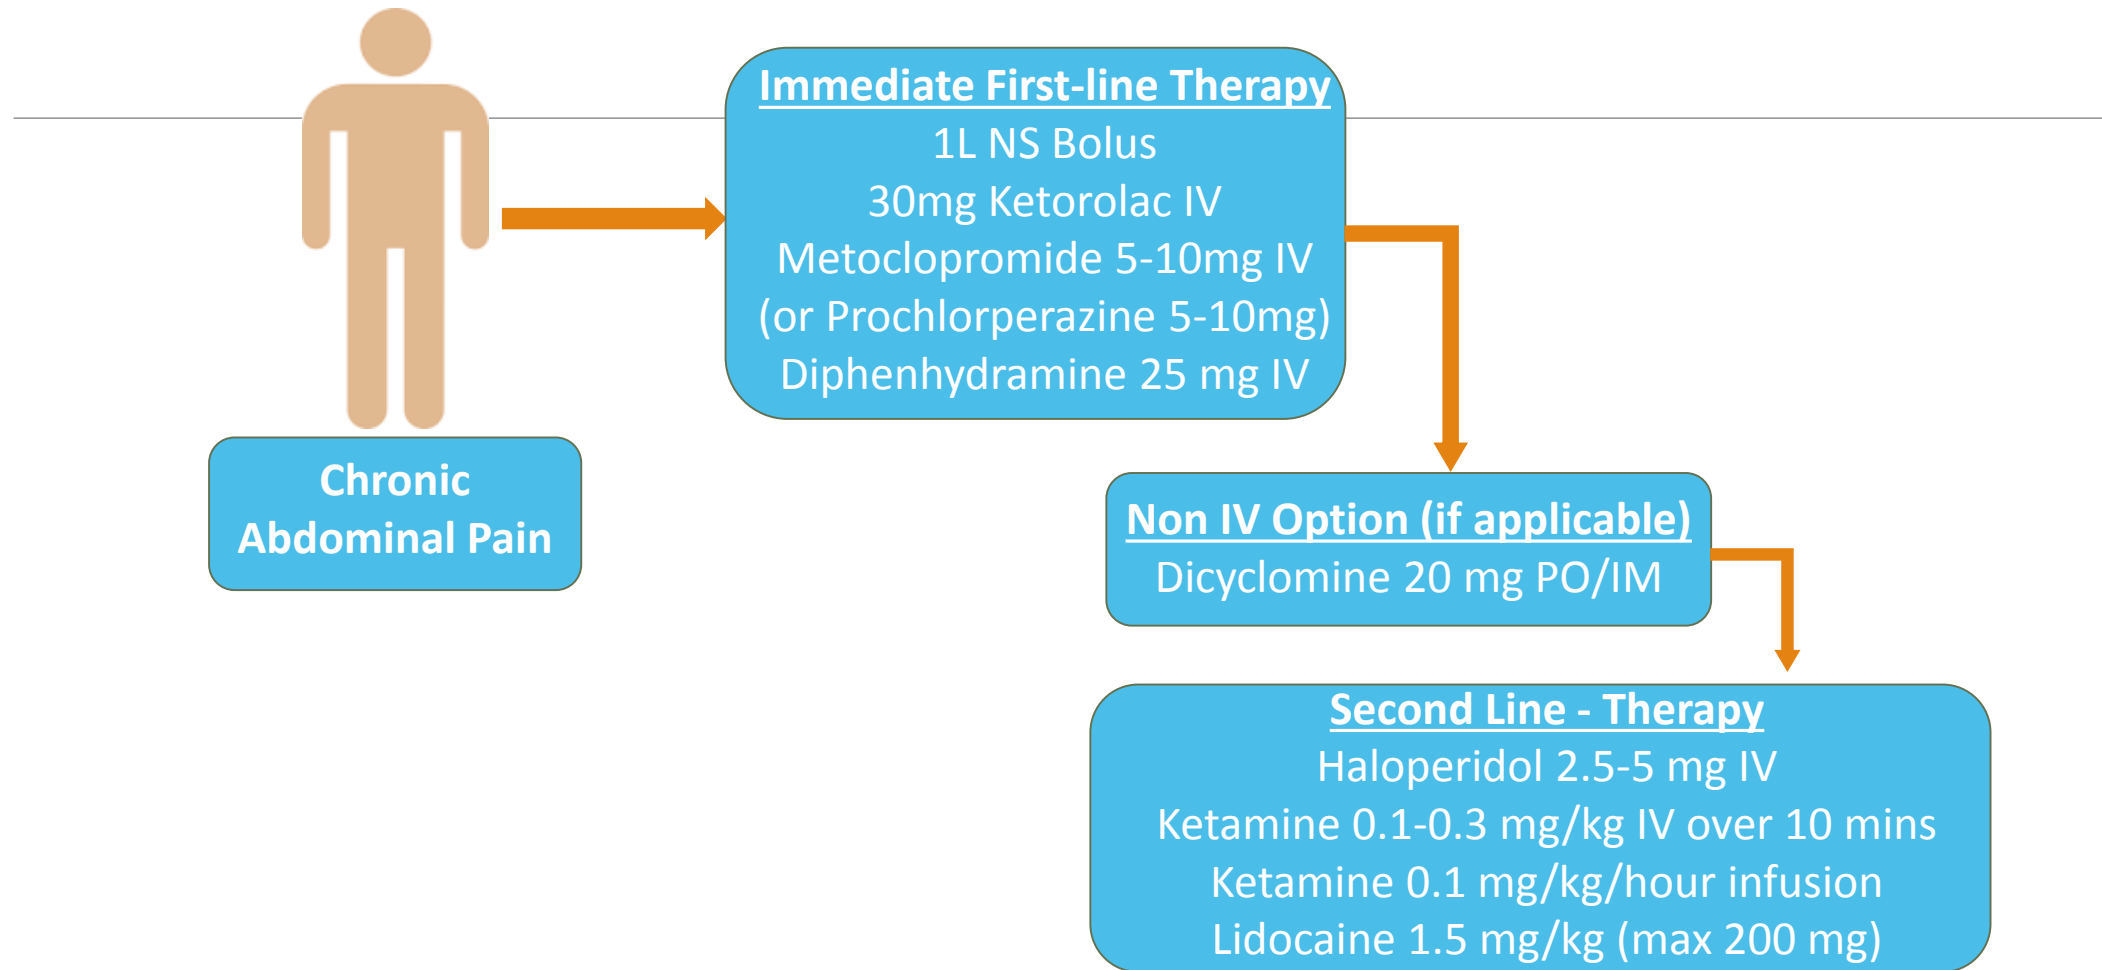 Immediate First-line Therapy
1L NS Bolus
30mg Ketorolac IV
Metoclopromide 5-10mg IV
(or Prochlorperazine 5-10mg)
Diphenhydramine 25 mg IV
Chronic
Abdominal Pain
Non IV Option (if applicable)
Dicyclomine 20 mg PO/IM
Second Line - Therapy
Haloperidol 2.5-5 mg IV
Ketamine 0.1-0.3 mg/kg IV over 10 mins
Ketamine 0.1 mg/kg/hour infusion
Lidocaine 1.5 mg/kg (max 200 mg)